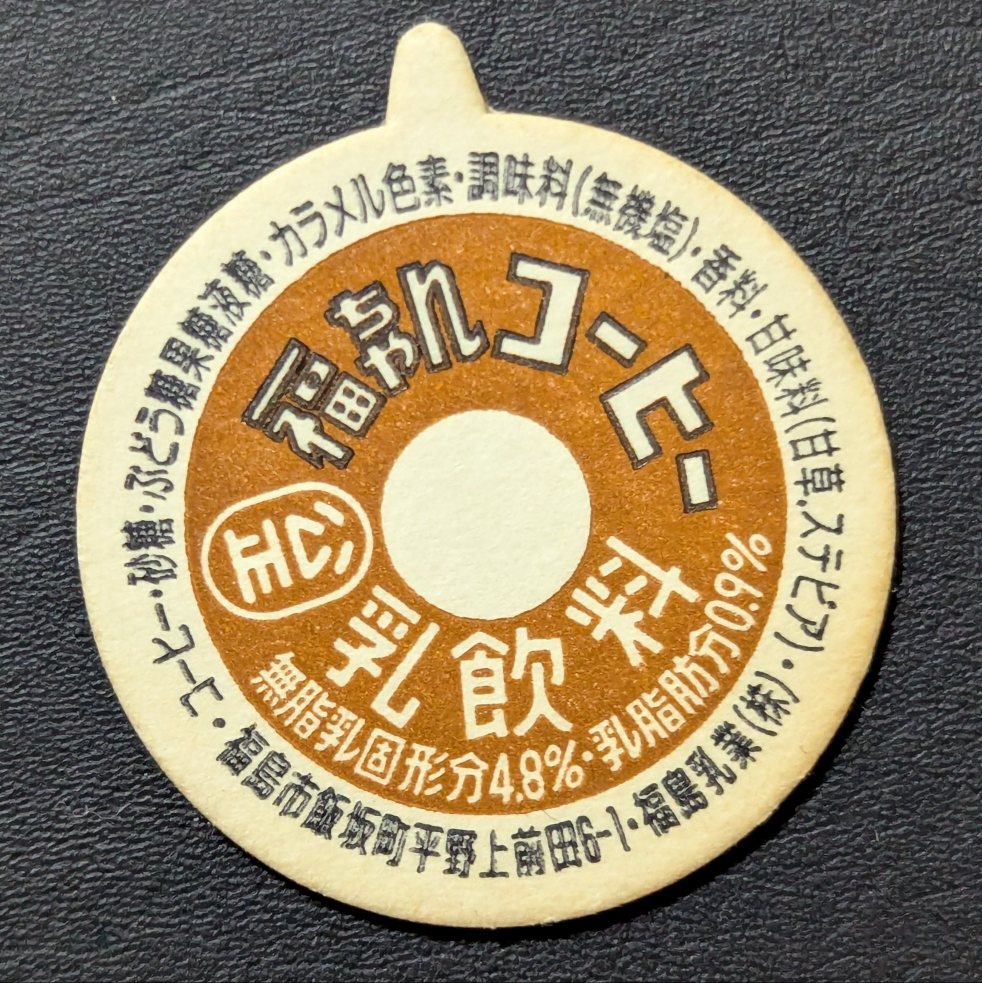 福ちゃんコーヒー
公正
乳飲料
無脂乳固形分4.8%・乳脂肪分0.9%
コーヒー・砂糖・ぶどう糖果糖液糖・カラメル色素・調味料(無機塩)・香料・甘味料(甘草.ステビア)・(株)業乳島福・福島市飯坂町平野上前田6-1・